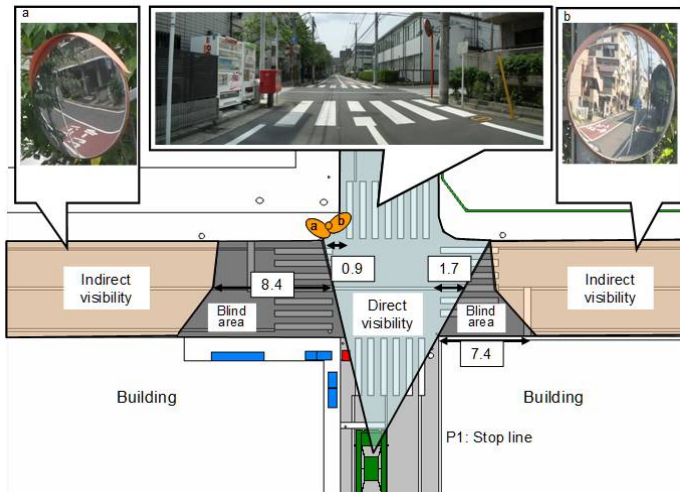 a
b
a
b
0.9
1.7
Indirect
visibility
8.4
Direct
visibility
Indirect
visibility
Blind
area
Blind
area
7.4
Building
Building
P1: Stop line